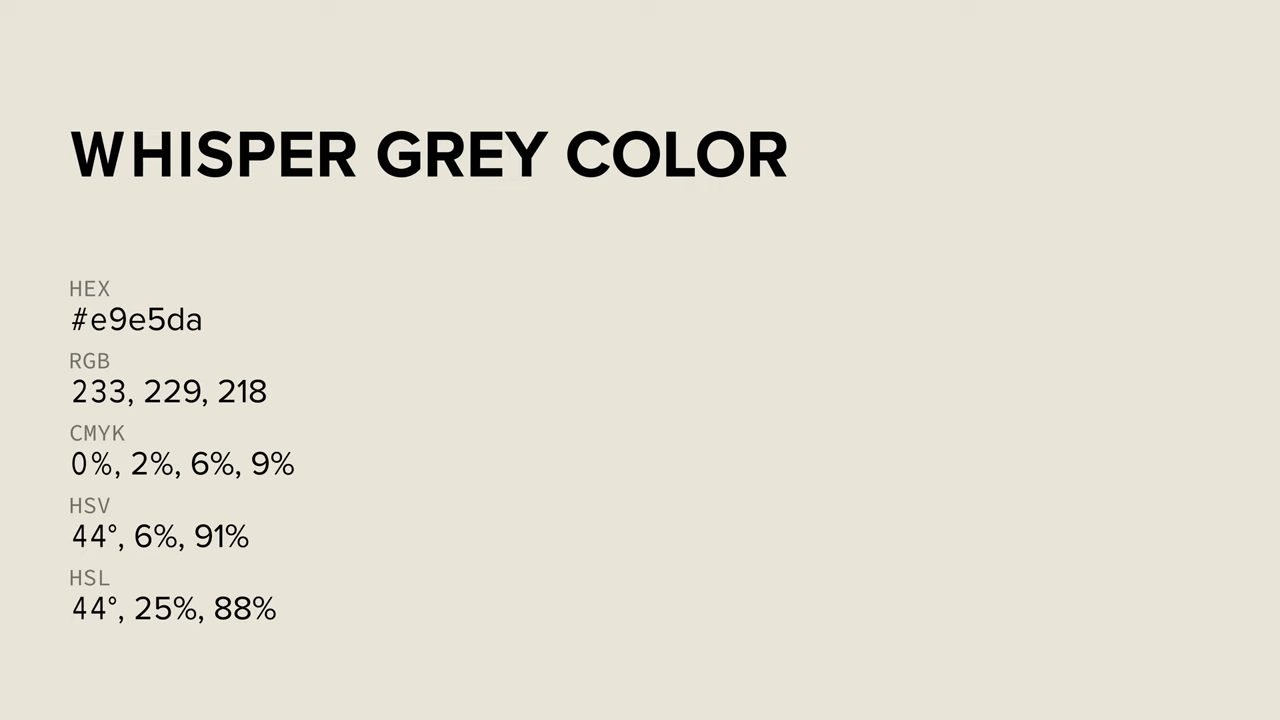 WHISPER GREY COLOR
HEX
#e9e5da
RGB
233, 229, 218
CMYK
0%, 2%, 6%, 9%
HSV
44°, 6%, 91%
HSL
44°, 25%, 88%